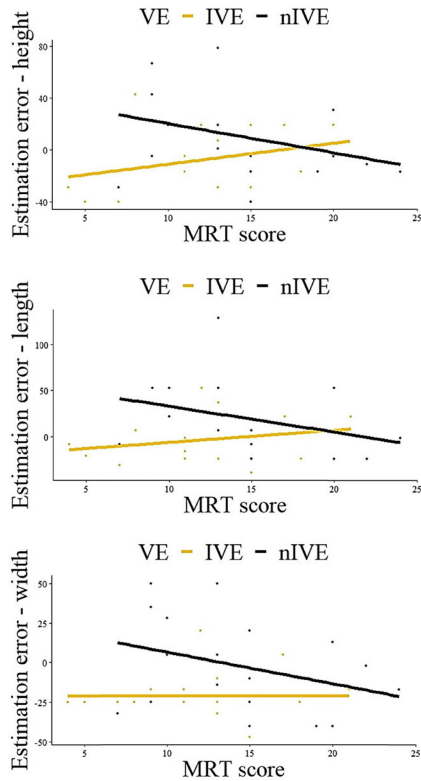 VE IVE nIVE
Estimation error - height
80
40
0
-40
5 10 15 20 25
MRT score
VE IVE nIVE
Estimation error - length
100
50
0
5 10 15 20 25
MRT score
VE IVE nIVE
Estimation error - width
50
25
0
-25
-50
5 10 15 20 25
MRT score